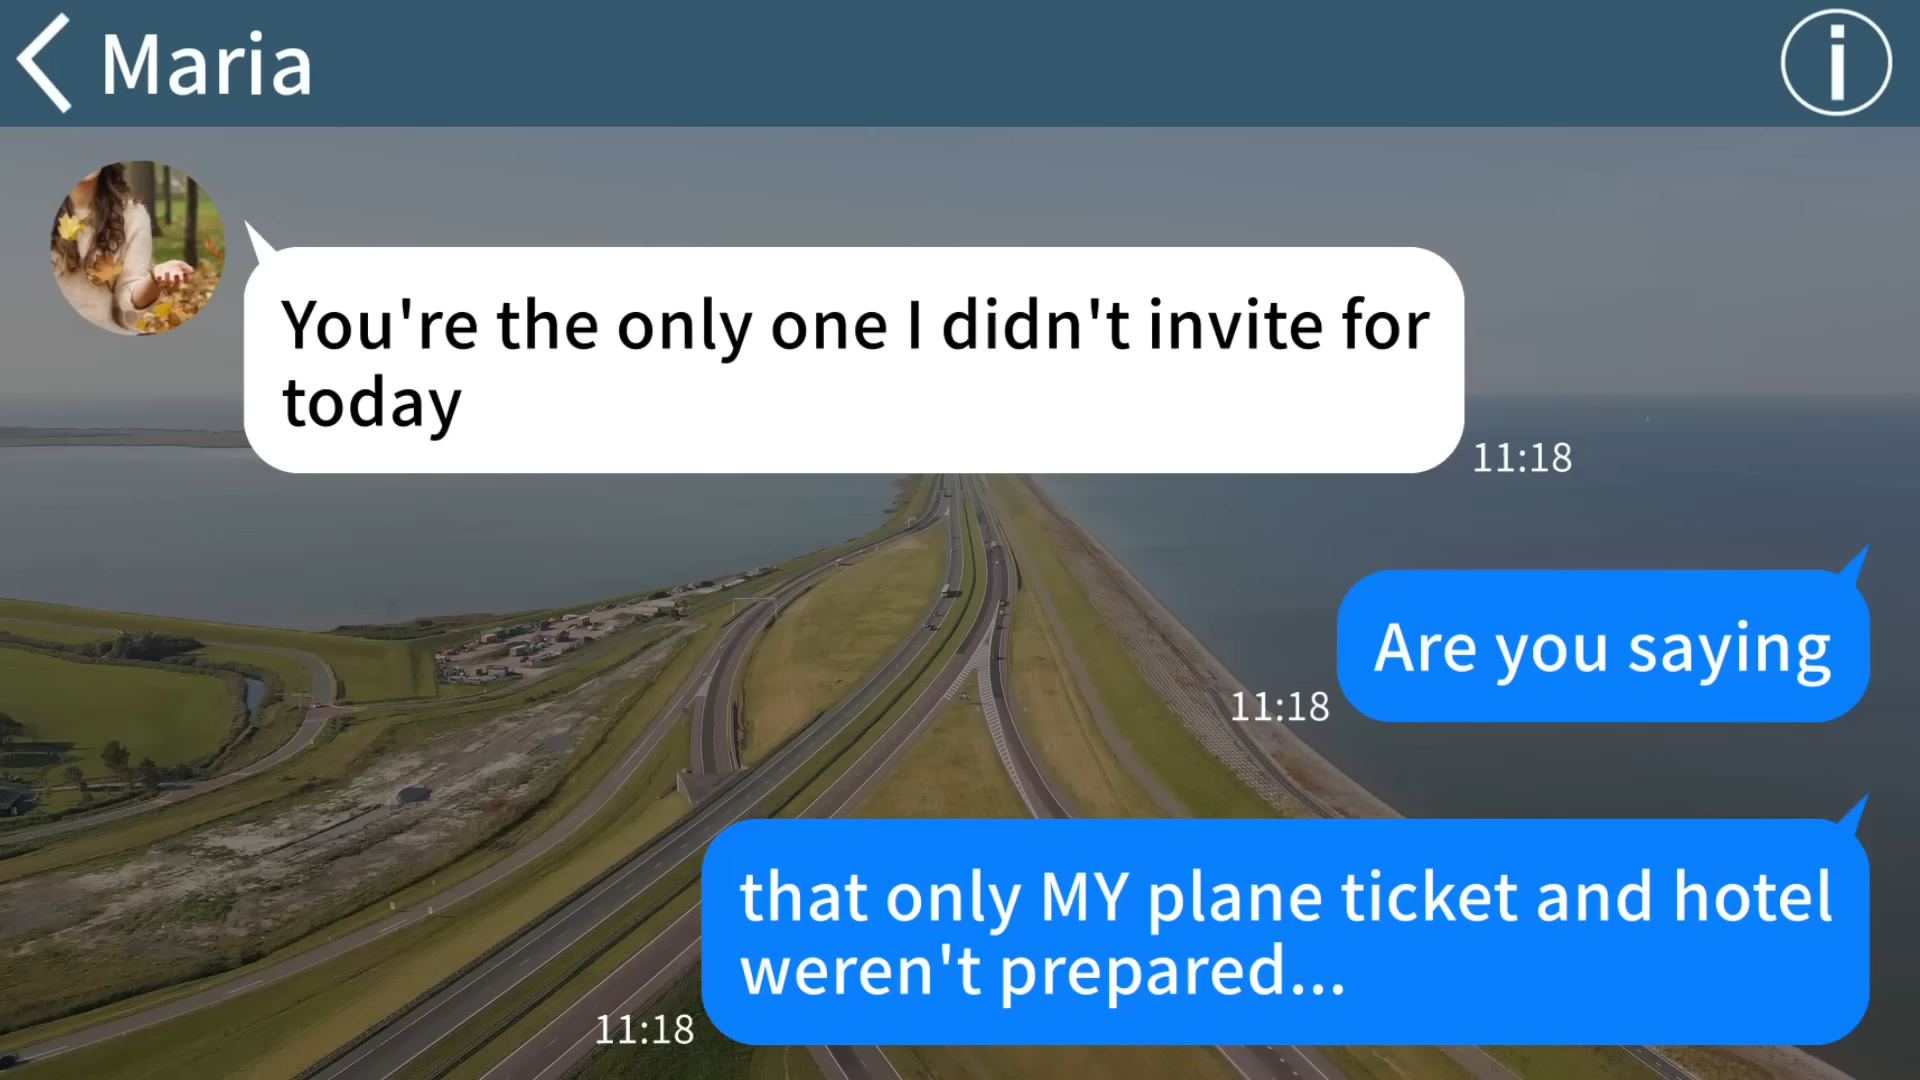 Maria
You're the only one I didn't invite for
today
11:18
Are you saying
11:18
that only MY plane ticket and hotel
weren't prepared...
11:18